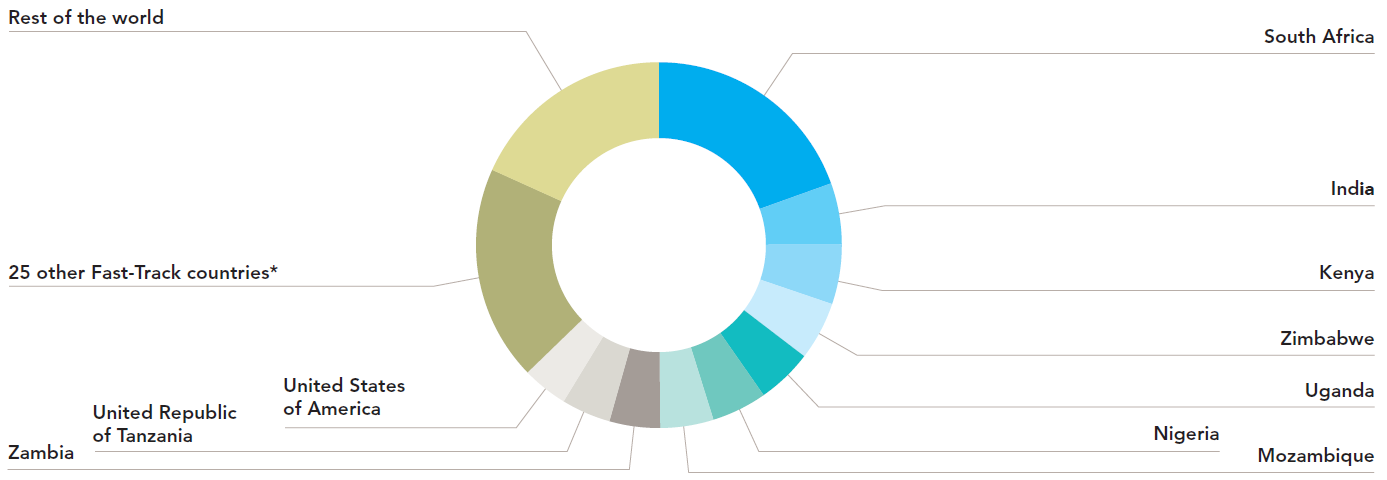 Rest of the world
South Africa
India
Kenya
Zimbabwe
Uganda
Nigeria
Mozambique
25 other Fast-Track countries*
United States
of America
United Republic
of Tanzania
Zambia